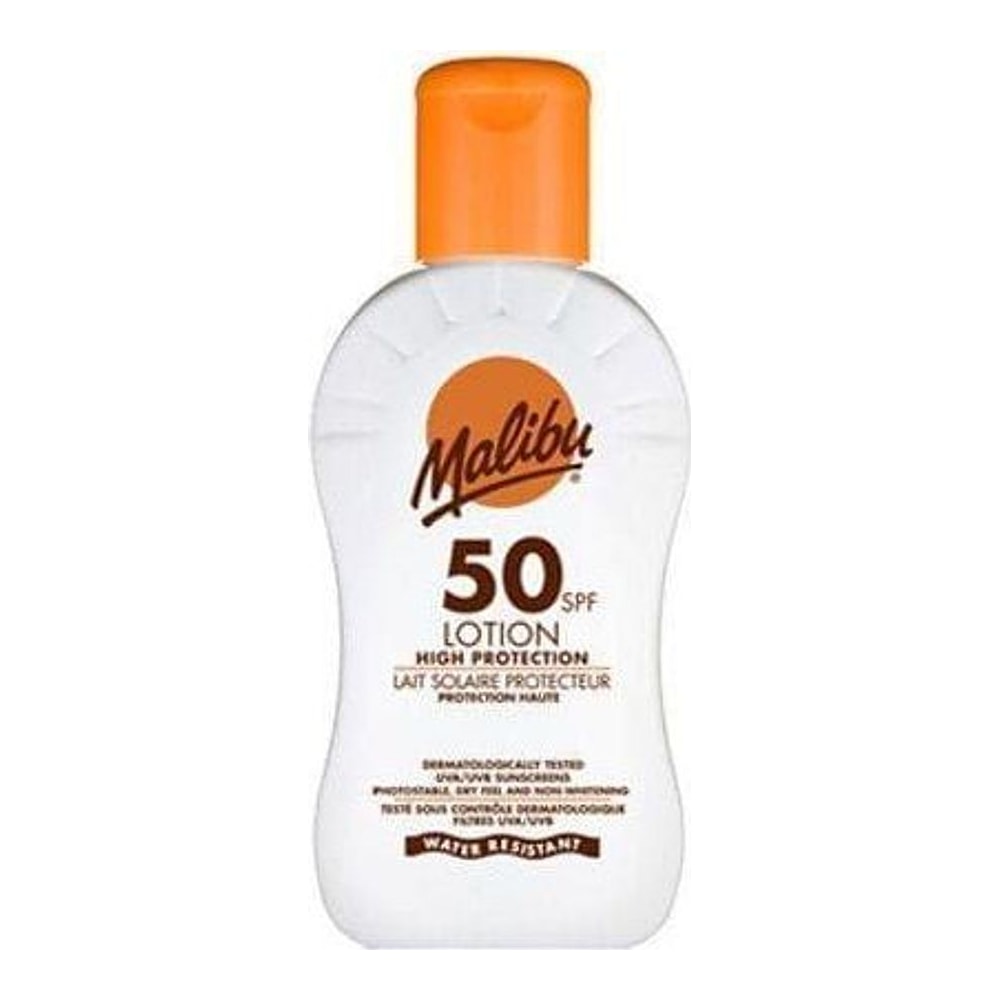 Malibu®
50 SPF
LOTION
HIGH PROTECTION
LAIT SOLAIRE PROTECTEUR
PROTECTION HAUTE
DERMATOLOGICALLY TESTED
UVA/UVB SUNSCREENS
PHOTOSTABLE, DRY FEEL AND NON-WHITENING
TESTÉ SOUS CONTRÔLE DERMATOLOGIQUE
FILTRES UVA/UVB
WATER RESISTANT